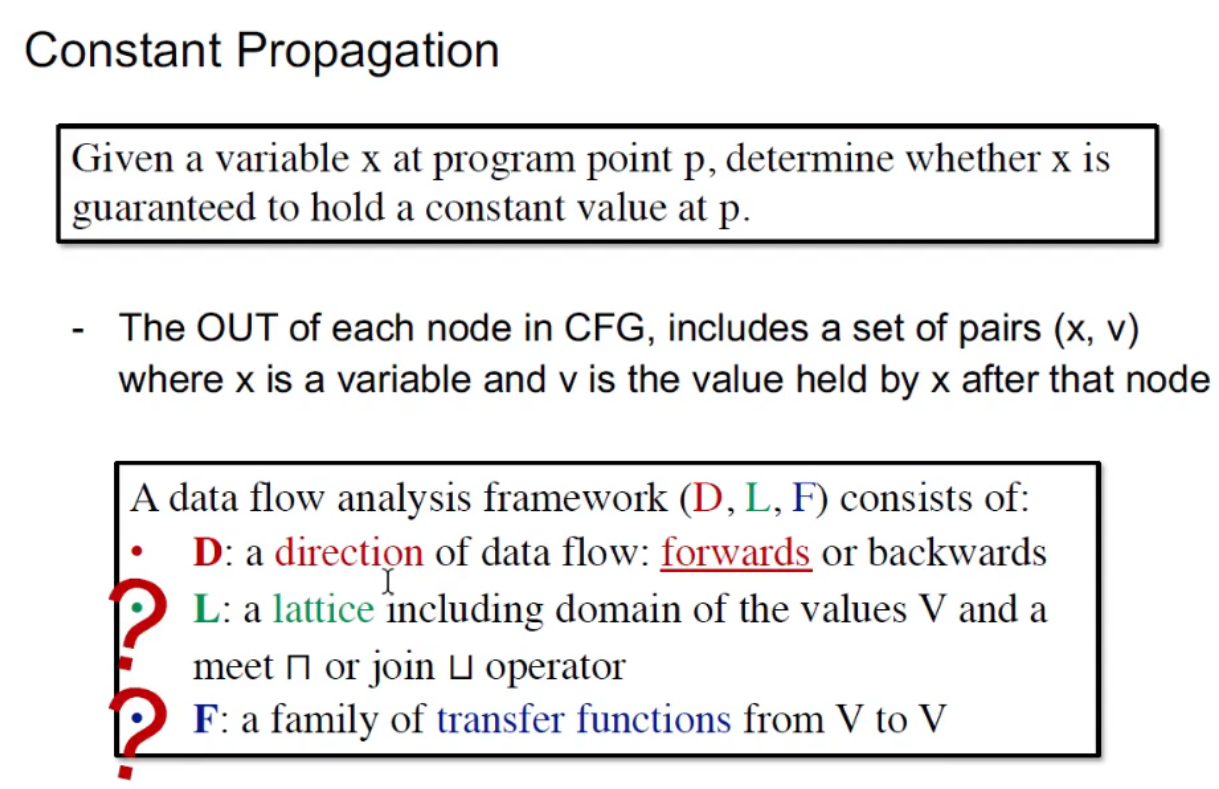 Constant Propagation
Given a variable x at program point p, determine whether x is
guaranteed to hold a constant value at p.
- The OUT of each node in CFG, includes a set of pairs (x, v)
where x is a variable and v is the value held by x after that node
A data flow analysis framework (D, L, F) consists of:
• D: a direction of data flow: forwards or backwards
? • L: a lattice including domain of the values V and a
meet ⊓ or join ⊔ operator
? • F: a family of transfer functions from V to V